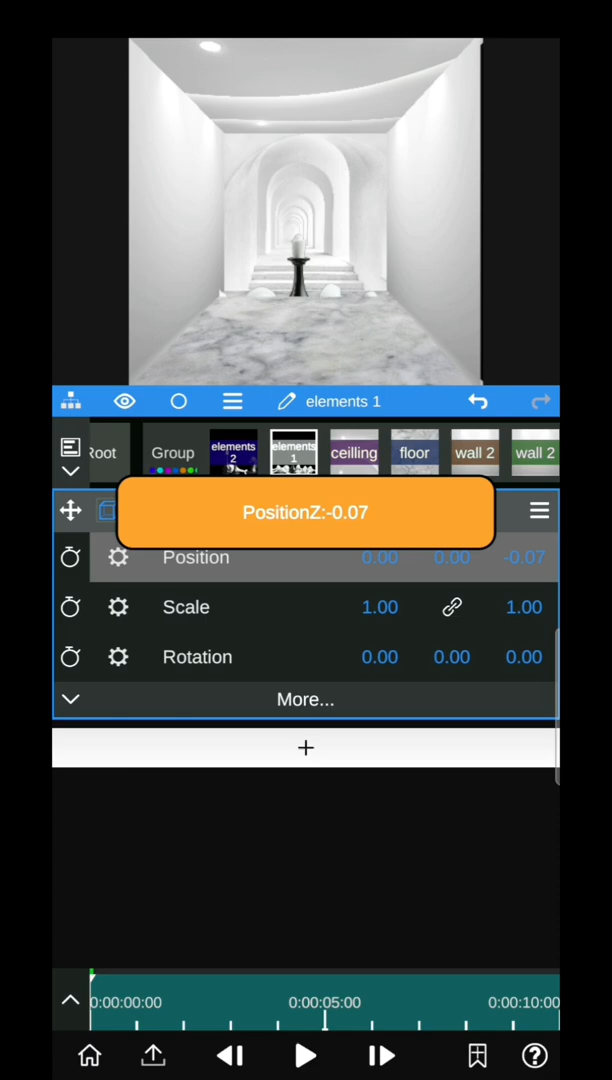 elements 1
Root
Group
elements
2
elements
1
ceilling
floor
wall 2
wall 2
PositionZ:-0.07
Position 0.00 0.00 -0.07
Scale 1.00 1.00
Rotation 0.00 0.00 0.00
More...
+
0:00:00:00 0:00:05:00 0:00:10:00